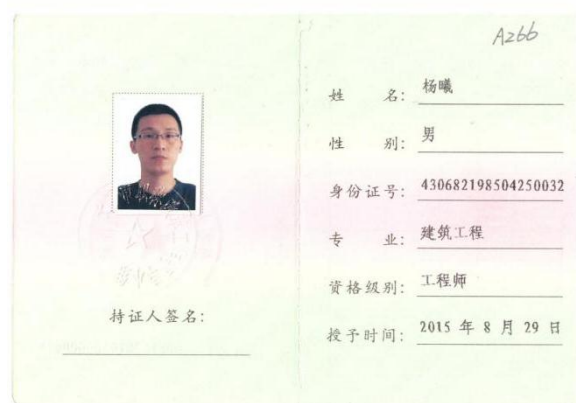 A266
姓 名: 杨曦
性 别: 男
身份证号: 430682198504250032
专 业: 建筑工程
资格级别: 工程师
授予时间: 2015 年 8 月 29 日
持证人签名: